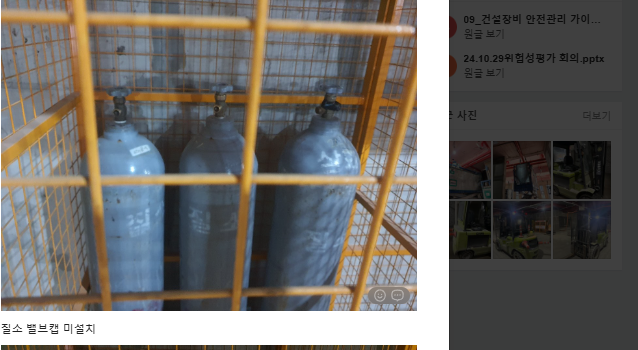 질소 밸브캡 미설치
09_건설장비 안전관리 가이...
원글 보기
24.10.29위험성평가 회의.pptx
원글 보기
사진
더보기